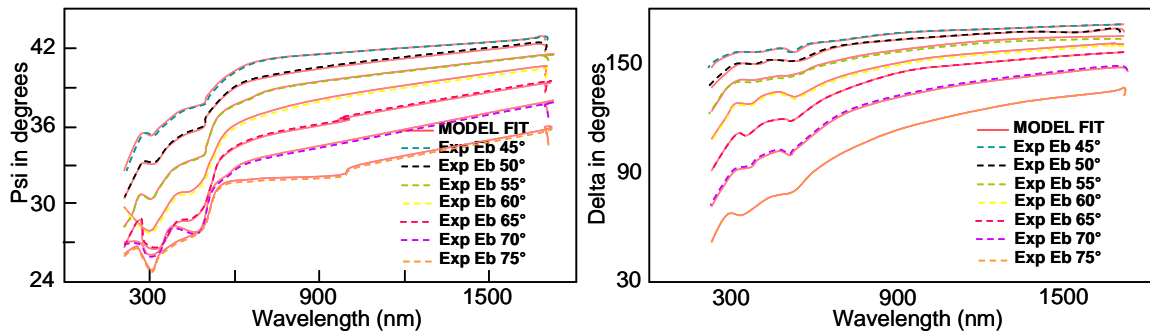 Psi in degrees
42
36
30
24
300
900
1500
Wavelength (nm)
MODEL FIT
Exp Eb 45°
Exp Eb 50°
Exp Eb 55°
Exp Eb 60°
Exp Eb 65°
Exp Eb 70°
Exp Eb 75°
Delta in degrees
150
90
30
300
900
1500
Wavelength (nm)
MODEL FIT
Exp Eb 45°
Exp Eb 50°
Exp Eb 55°
Exp Eb 60°
Exp Eb 65°
Exp Eb 70°
Exp Eb 75°